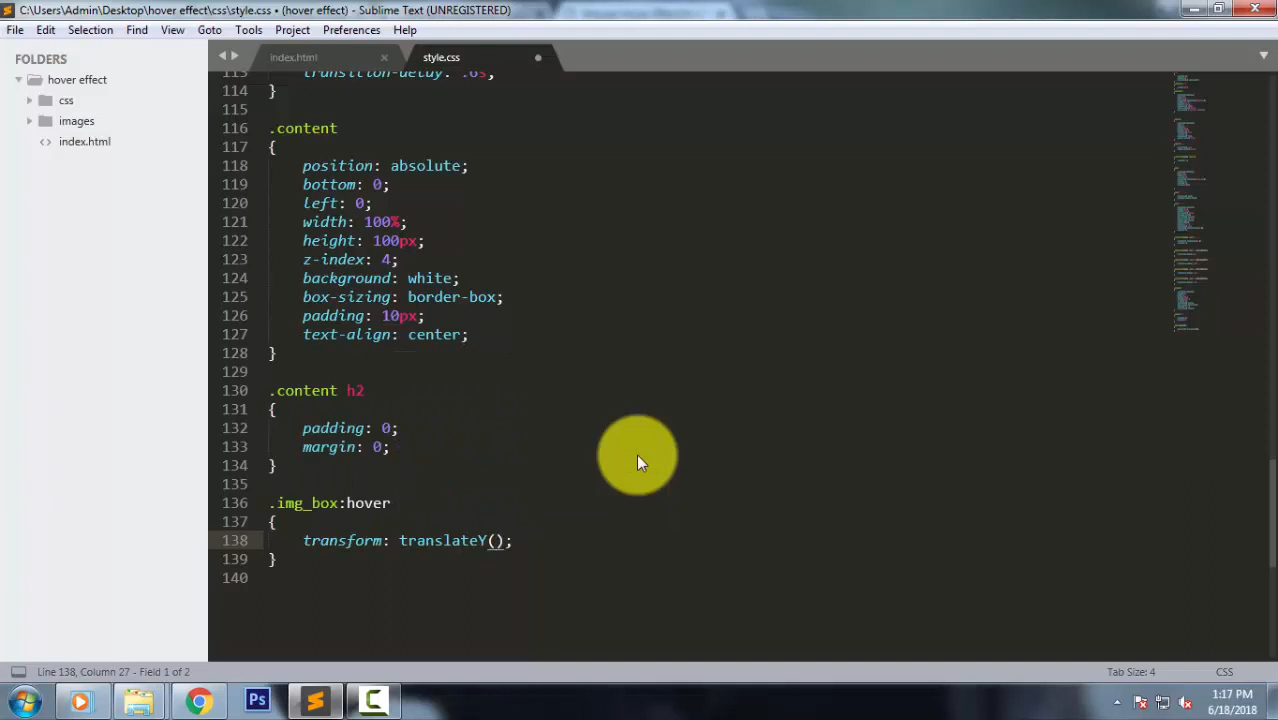 C:\Users\Admin\Desktop\hover effect\css\style.css • (hover effect) - Sublime Text (UNREGISTERED)
File Edit Selection Find View Goto Tools Project Preferences Help
FOLDERS
hover effect
css
images
index.html
index.html style.css
113 transition-delay: .6s;
114 }
115
116 .content
117 {
118 position: absolute;
119 bottom: 0;
120 left: 0;
121 width: 100%;
122 height: 100px;
123 z-index: 4;
124 background: white;
125 box-sizing: border-box;
126 padding: 10px;
127 text-align: center;
128 }
129
130 .content h2
131 {
132 padding: 0;
133 margin: 0;
134 }
135
136 .img_box:hover
137 {
138 transform: translateY();
139 }
140
Line 138, Column 27 - Field 1 of 2 Tab Size: 4 CSS
Ps
1:17 PM
6/18/2018